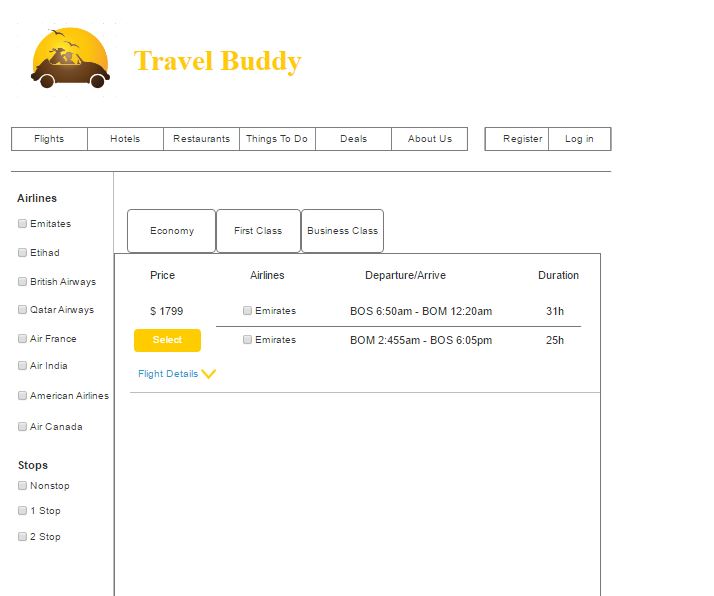 Travel Buddy
Flights Hotels Restaurants Things To Do Deals About Us Register Log in
Airlines
Emitates
Etihad
British Airways
Qatar Airways
Air France
Air India
American Airlines
Air Canada
Stops
Nonstop
1 Stop
2 Stop
Economy First Class Business Class
Price Airlines Departure/Arrive Duration
$ 1799 Emirates BOS 6:50am - BOM 12:20am 31h
Select Emirates BOM 2:455am - BOS 6:05pm 25h
Flight Details